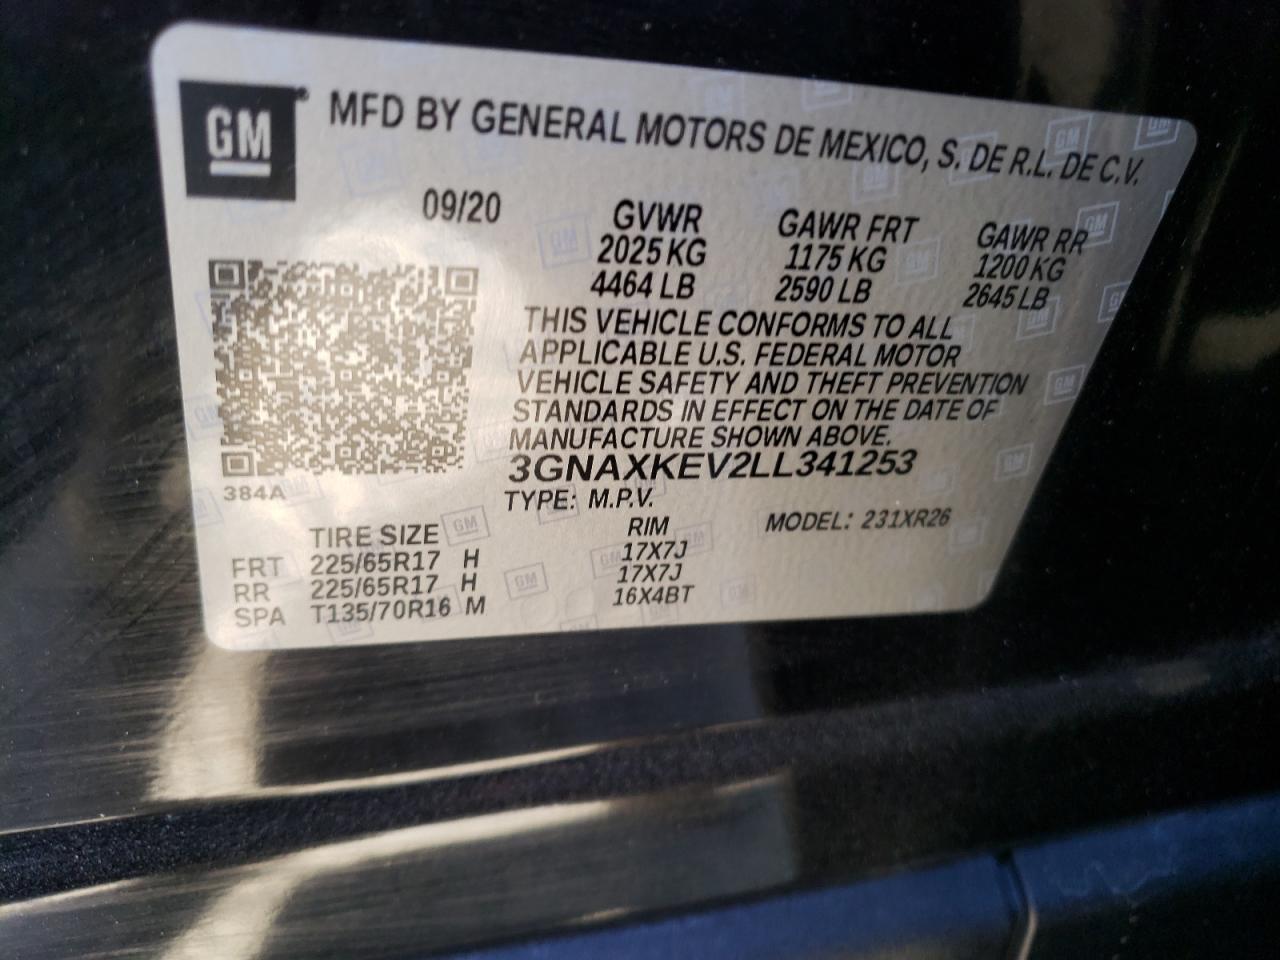 GM MFD BY GENERAL MOTORS DE MEXICO, S. DE R.L. DE C.V.
09/20
GVWR GAWR FRT GAWR RR
2025 KG 1175 KG 1200 KG
4464 LB 2590 LB 2645 LB
THIS VEHICLE CONFORMS TO ALL
APPLICABLE U.S. FEDERAL MOTOR
VEHICLE SAFETY AND THEFT PREVENTION
STANDARDS IN EFFECT ON THE DATE OF
MANUFACTURE SHOWN ABOVE.
3GNAXKEV2LL341253
384A
TYPE: M.P.V.
MODEL: 231XR26
TIRE SIZE RIM
FRT 225/65R17 H 17X7J
RR 225/65R17 H 17X7J
SPA T135/70R16 M 16X4BT